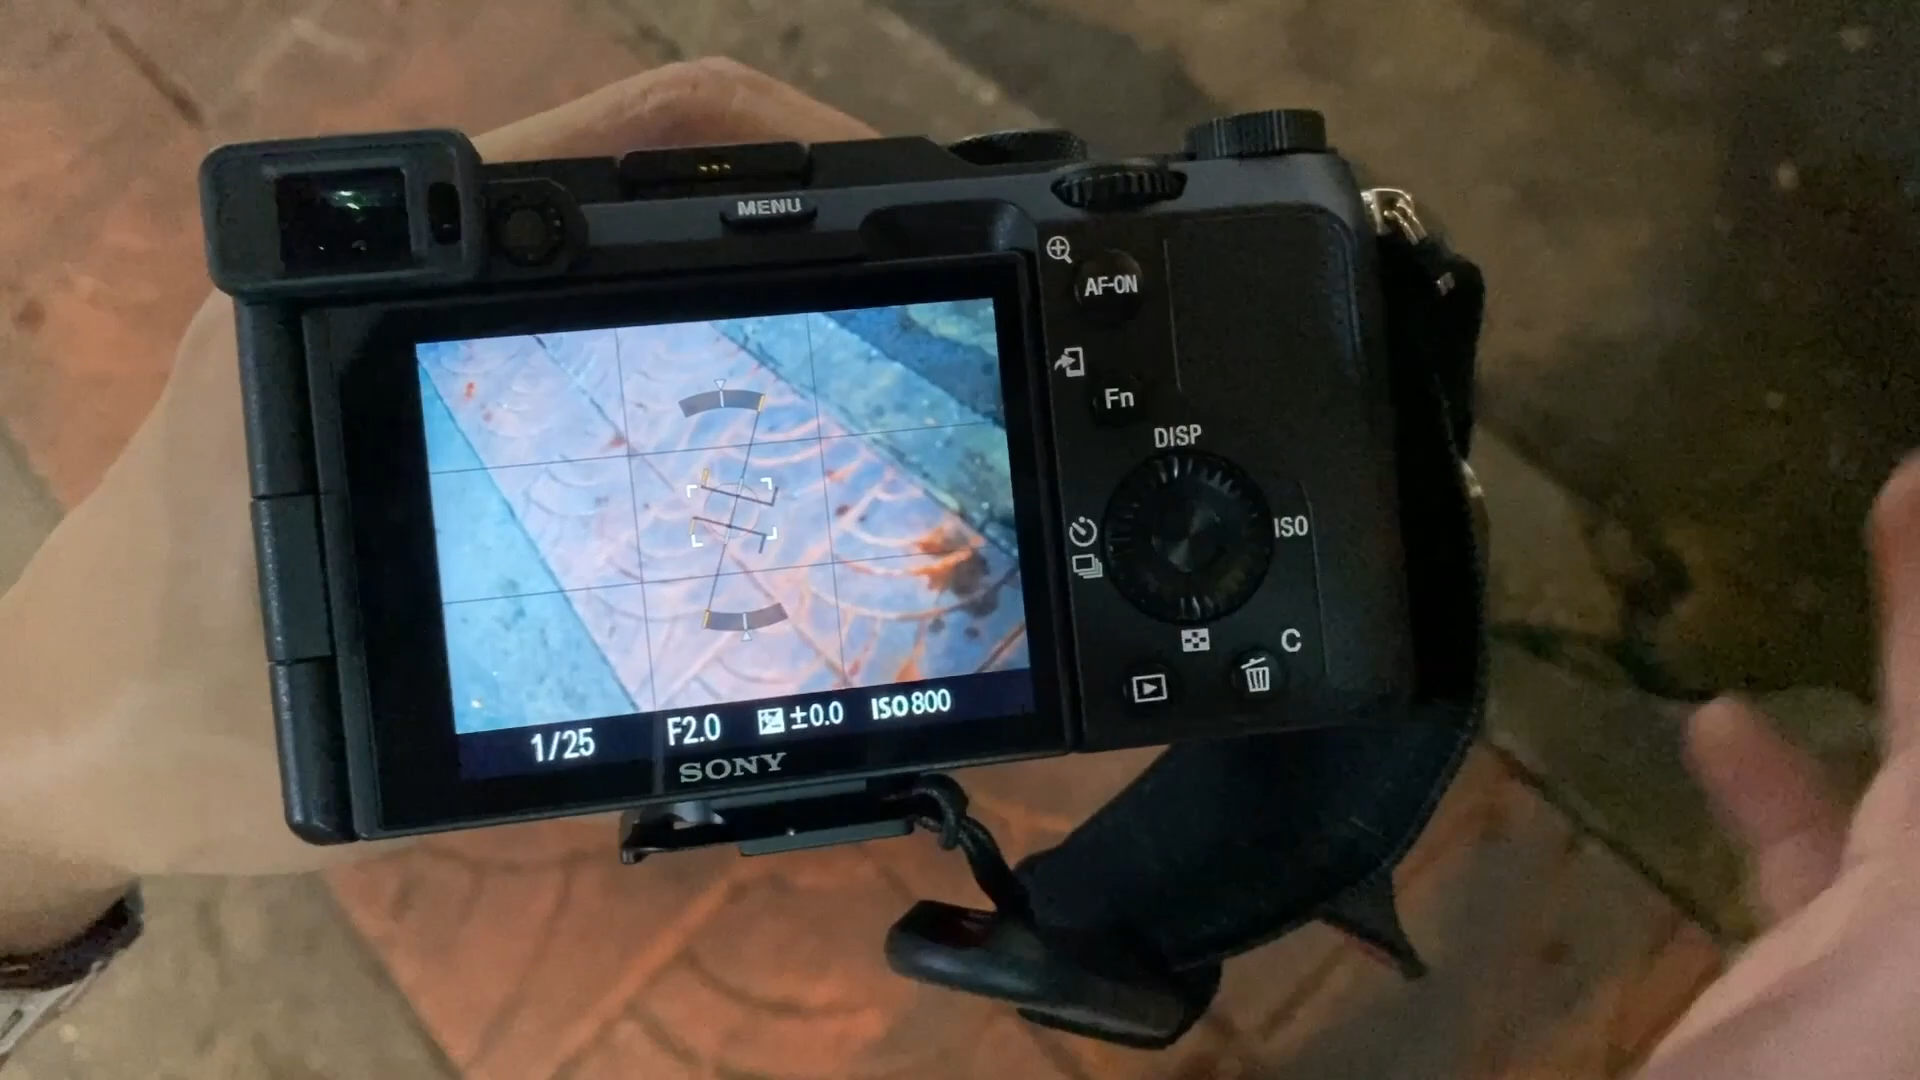 MENU
AF-ON
Fn
DISP
ISO
C
1/25 F2.0 ±0.0 ISO 800
SONY